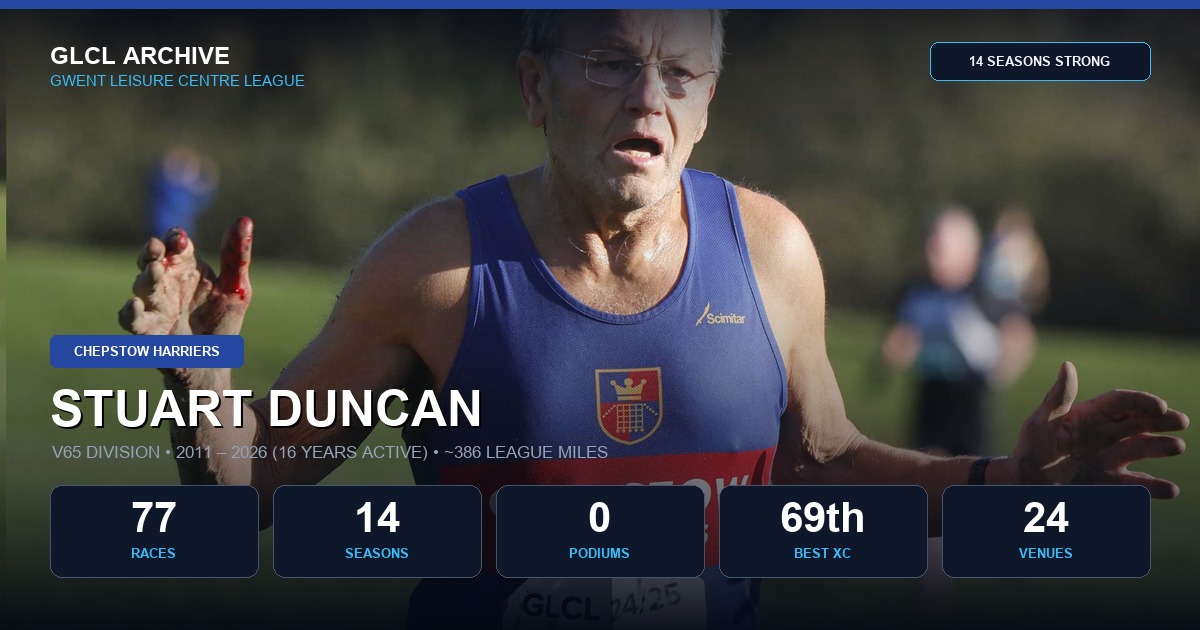 GLCL ARCHIVE
GWENT LEISURE CENTRE LEAGUE
14 SEASONS STRONG
Scimitar
CHEPSTOW HARRIERS
STUART DUNCAN
V65 DIVISION • 2011 – 2026 (16 YEARS ACTIVE) • ~386 LEAGUE MILES
77
RACES
14
SEASONS
0
PODIUMS
69th
BEST XC
24
VENUES
GLCL 24/25